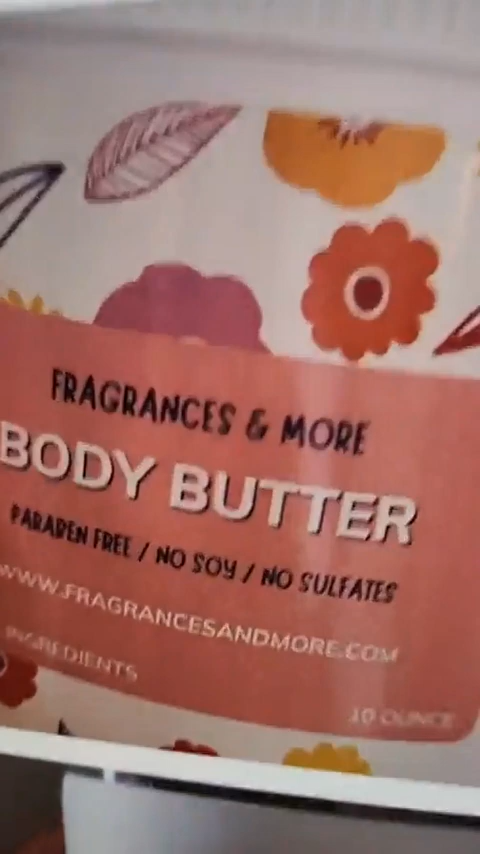 FRAGRANCES & MORE
BODY BUTTER
PARABEN FREE / NO SOY / NO SULFATES
WWW.FRAGRANCESANDMORE.COM
INGREDIENTS
10 OUNCE